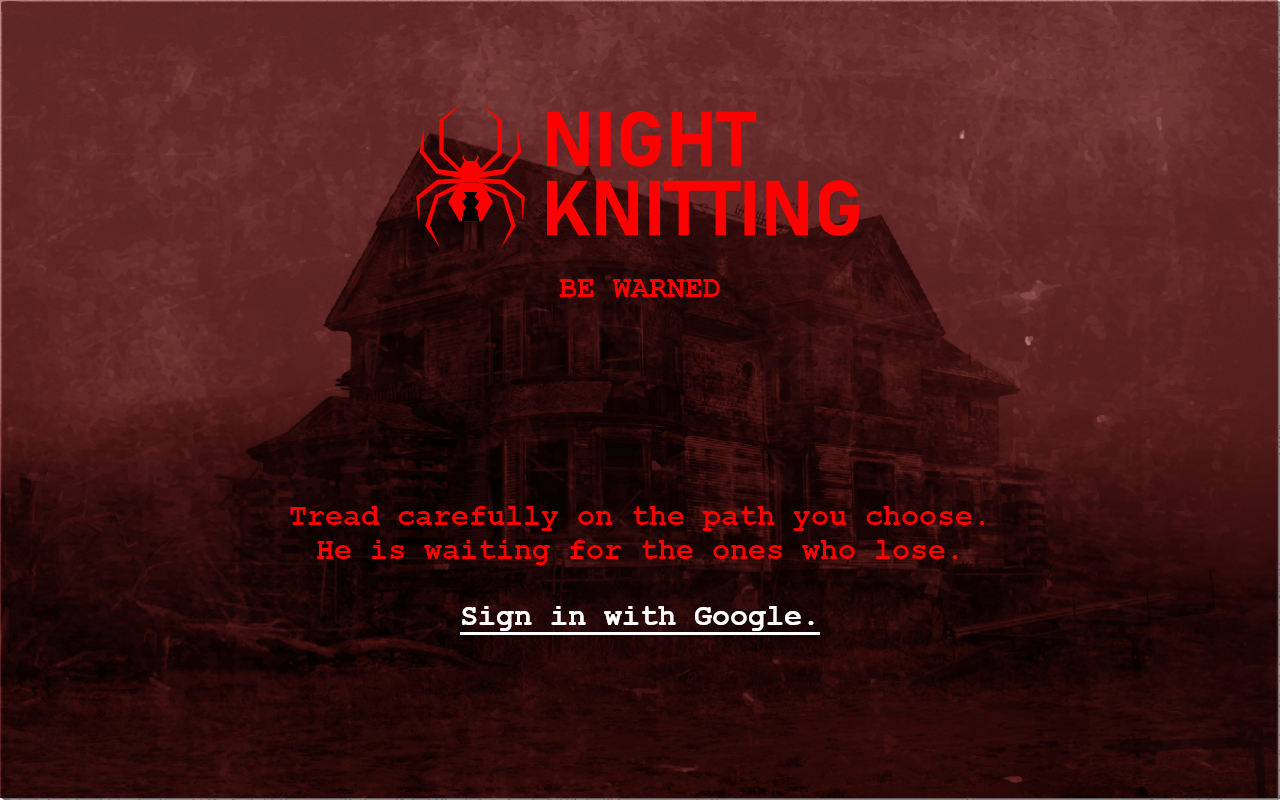 NIGHT
KNITTING
BE WARNED
Tread carefully on the path you choose.
He is waiting for the ones who lose.
Sign in with Google.